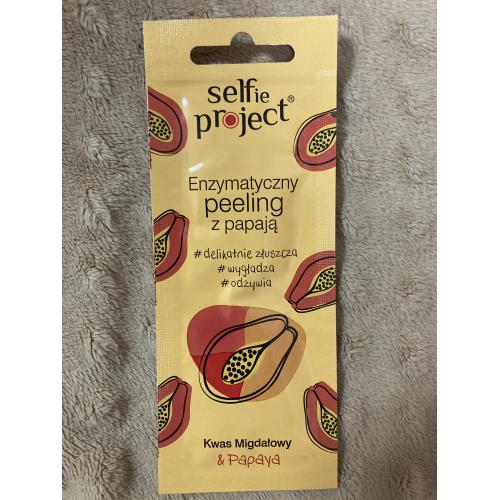 selfie
project®
Enzymatyczny
peeling
z papają
#delikatnie złuszcza
#wygładza
#odżywia
Kwas Migdałowy
& Papaya